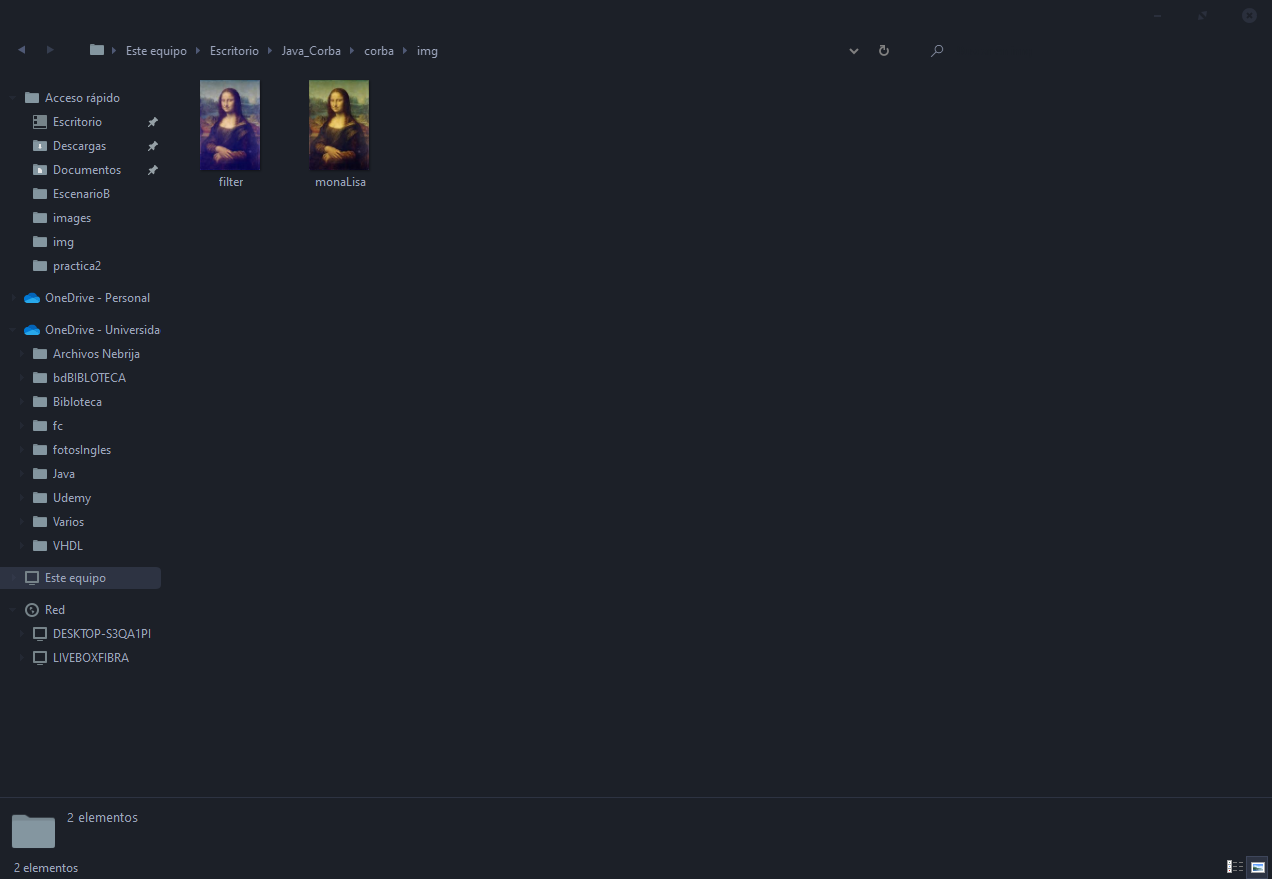 Este equipo Escritorio Java_Corba corba img
Acceso rápido
Escritorio
Descargas
Documentos
EscenarioB
images
img
practica2
OneDrive - Personal
OneDrive - Universida
Archivos Nebrija
bdBIBLOTECA
Bibloteca
fc
fotosIngles
Java
Udemy
Varios
VHDL
Este equipo
Red
DESKTOP-S3QA1PI
LIVEBOXFIBRA
filter monaLisa
2 elementos
2 elementos